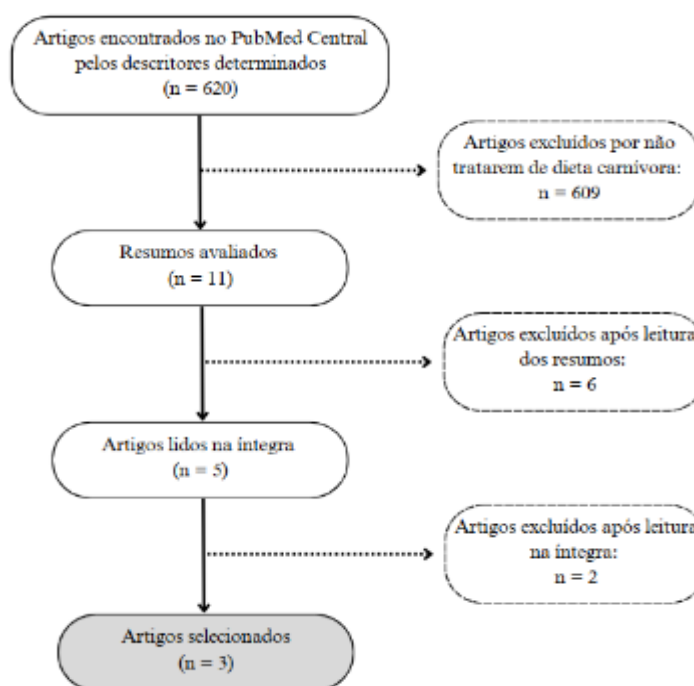 Artigos encontrados no PubMed Central
pelos descritores determinados
(n = 620)
Artigos excluídos por não
tratarem de dieta carnívora:
n = 609
Resumos avaliados
(n = 11)
Artigos excluídos após leitura
dos resumos:
n = 6
Artigos lidos na íntegra
(n = 5)
Artigos excluídos após leitura
na íntegra:
n = 2
Artigos selecionados
(n = 3)